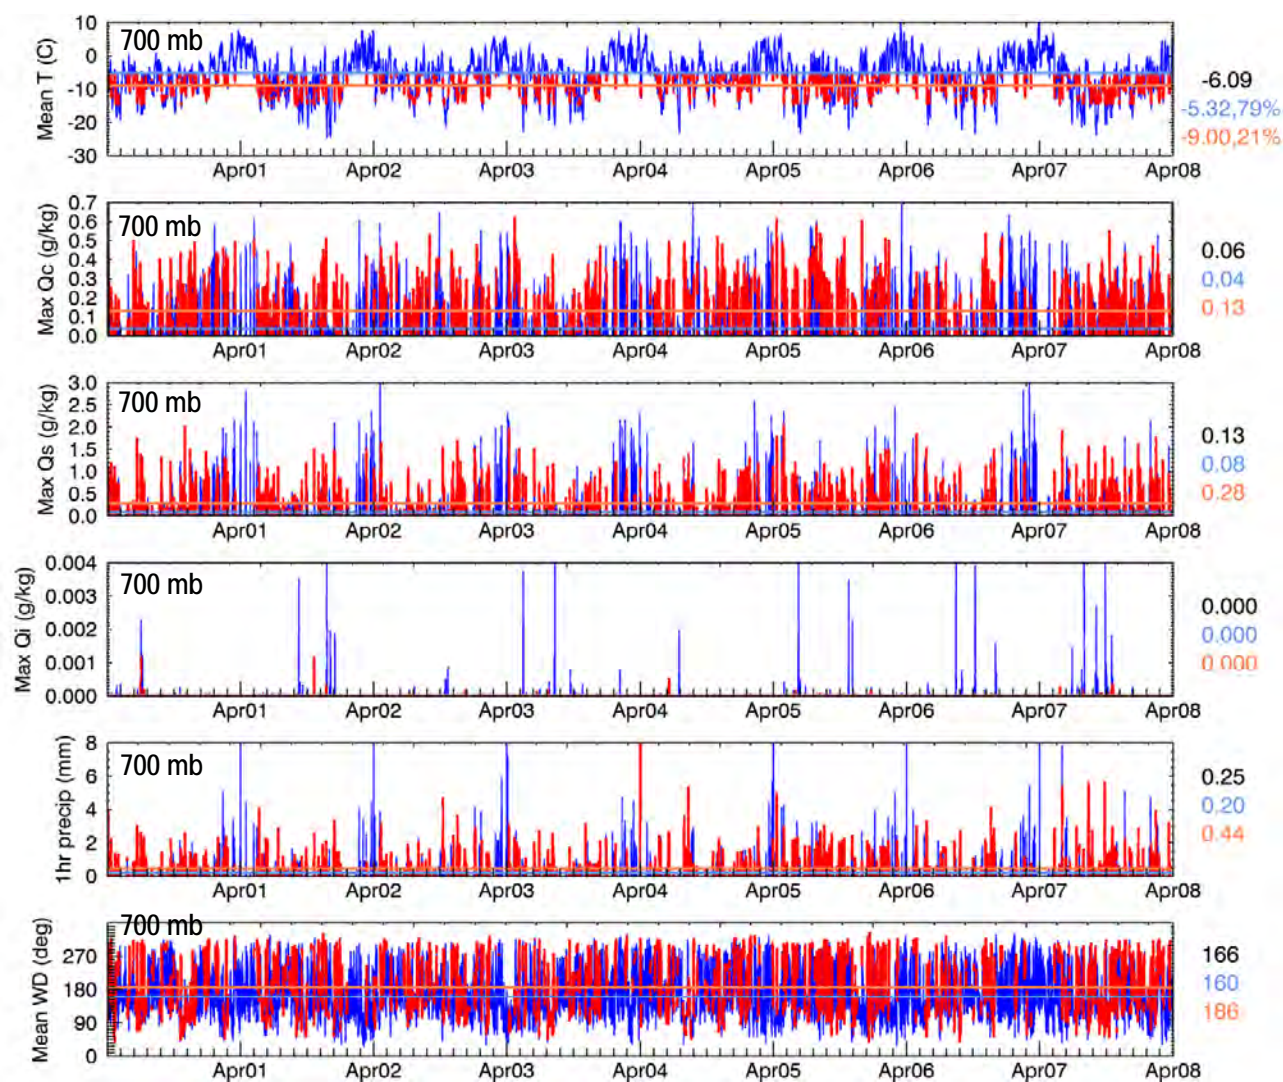 10
0
-10
-20
-30
Mean T (C)
700 mb
Apr01 Apr02 Apr03 Apr04 Apr05 Apr06 Apr07 Apr08
-6.09
-5.32,79%
-9.00,21%
0.7
0.6
0.5
0.4
0.3
0.2
0.1
0.0
Max Qc (g/kg)
700 mb
Apr01 Apr02 Apr03 Apr04 Apr05 Apr06 Apr07 Apr08
0.06
0.04
0.13
3.0
2.5
2.0
1.5
1.0
0.5
0.0
Max Qs (g/kg)
700 mb
Apr01 Apr02 Apr03 Apr04 Apr05 Apr06 Apr07 Apr08
0.13
0.08
0.28
0.004
0.003
0.002
0.001
0.000
Max Qi (g/kg)
700 mb
Apr01 Apr02 Apr03 Apr04 Apr05 Apr06 Apr07 Apr08
0.000
0.000
0.000
8
6
4
2
0
1hr precip (mm)
700 mb
Apr01 Apr02 Apr03 Apr04 Apr05 Apr06 Apr07 Apr08
0.25
0.20
0.44
270
180
90
0
Mean WD (deg)
700 mb
Apr01 Apr02 Apr03 Apr04 Apr05 Apr06 Apr07 Apr08
166
160
186